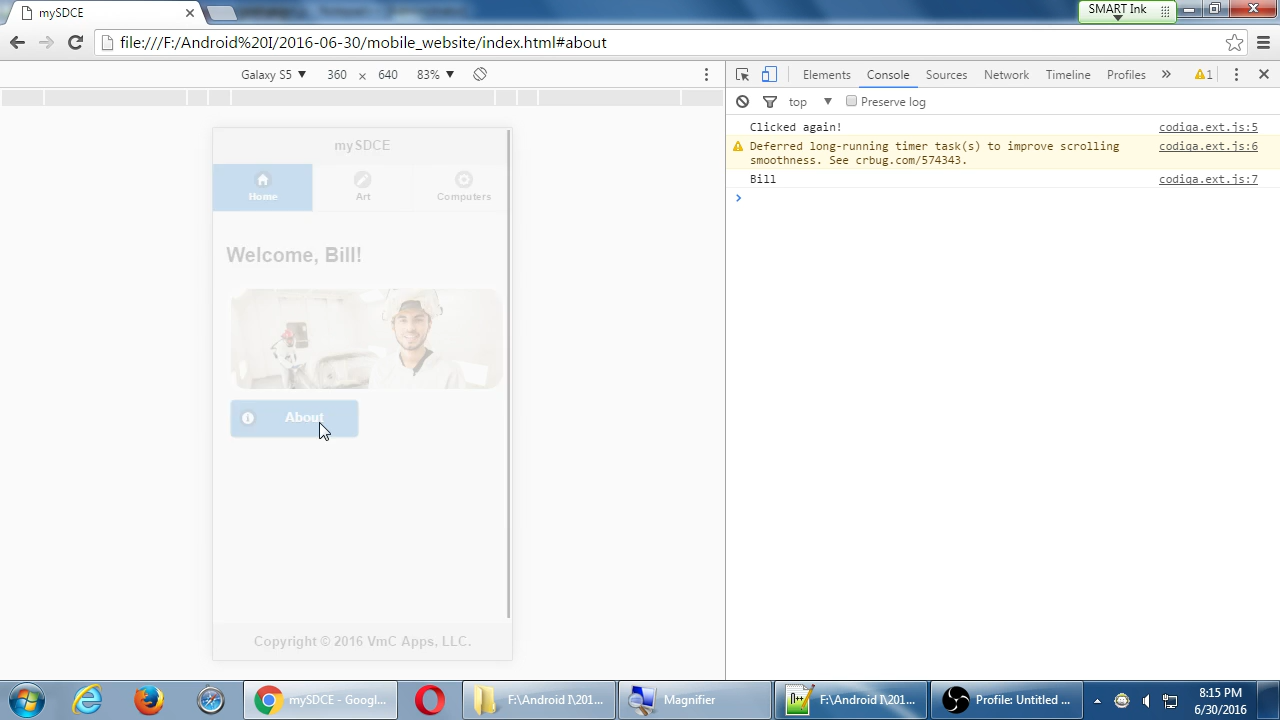 mySDCE
SMART Ink
file:///F:/Android%20I/2016-06-30/mobile_website/index.html#about
Galaxy S5 ▼ 360 × 640 83% ▼
Elements Console Sources Network Timeline Profiles » 1
top ▼ Preserve log
Clicked again! codiqa.ext.js:5
Deferred long-running timer task(s) to improve scrolling codiqa.ext.js:6
smoothness. See crbug.com/574343.
Bill codiqa.ext.js:7
mySDCE
Home Art Computers
Welcome, Bill!
About
Copyright © 2016 VmC Apps, LLC.
mySDCE - Googl... F:\Android I\201... Magnifier F:\Android I\201... Profile: Untitled ... 8:15 PM
6/30/2016